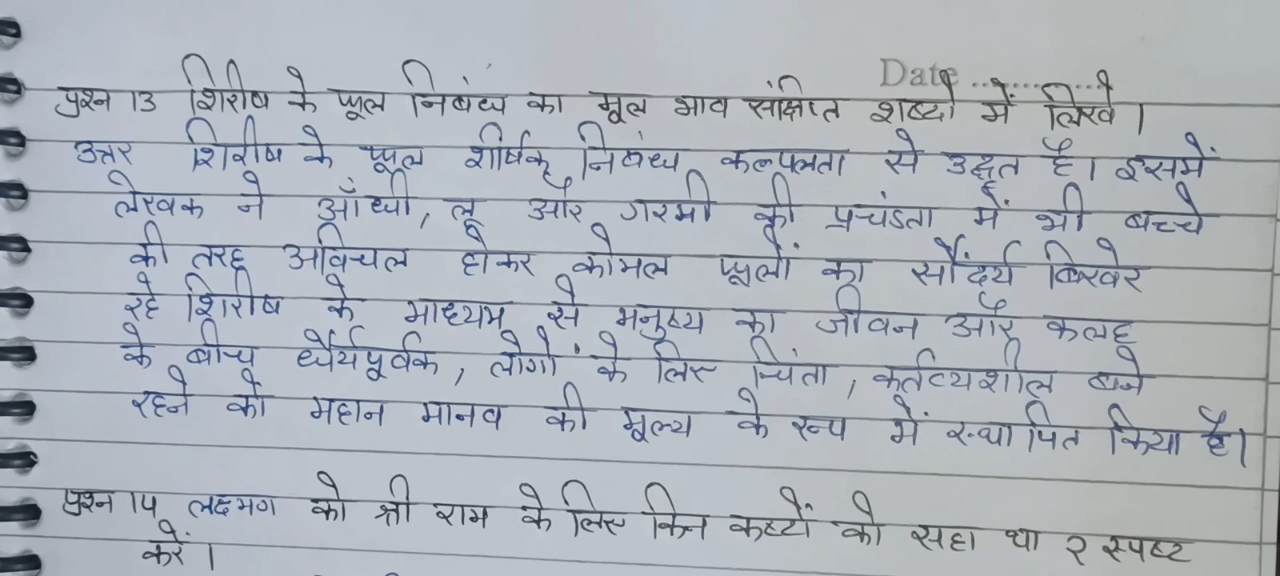 Date ............
प्रश्न 13 शिरीष के फूल निबंध का मूल भाव संक्षिप्त शब्दों में लिखे।
उत्तर शिरीष के फूल शीर्षक निबंध कल्पलता से उद्धृत है। इसमें
लेखक ने आँधी, लू और गरमी की प्रचंडता में भी बच्चे
की तरह अविचल होकर कोमल फूलों का सौंदर्य बिखेर
रहे शिरीष के माध्यम से मनुष्य का जीवन और कलह
के बीच धैर्यपूर्वक, लोगों के लिए चिंता, कर्तव्यशील बने
रहने को महान मानव की मूल्य के रूप में स्थापित किया है।
प्रश्न 14 लक्ष्मण को श्री राम के लिए किन कष्टों को सहा था ? स्पष्ट
करें।